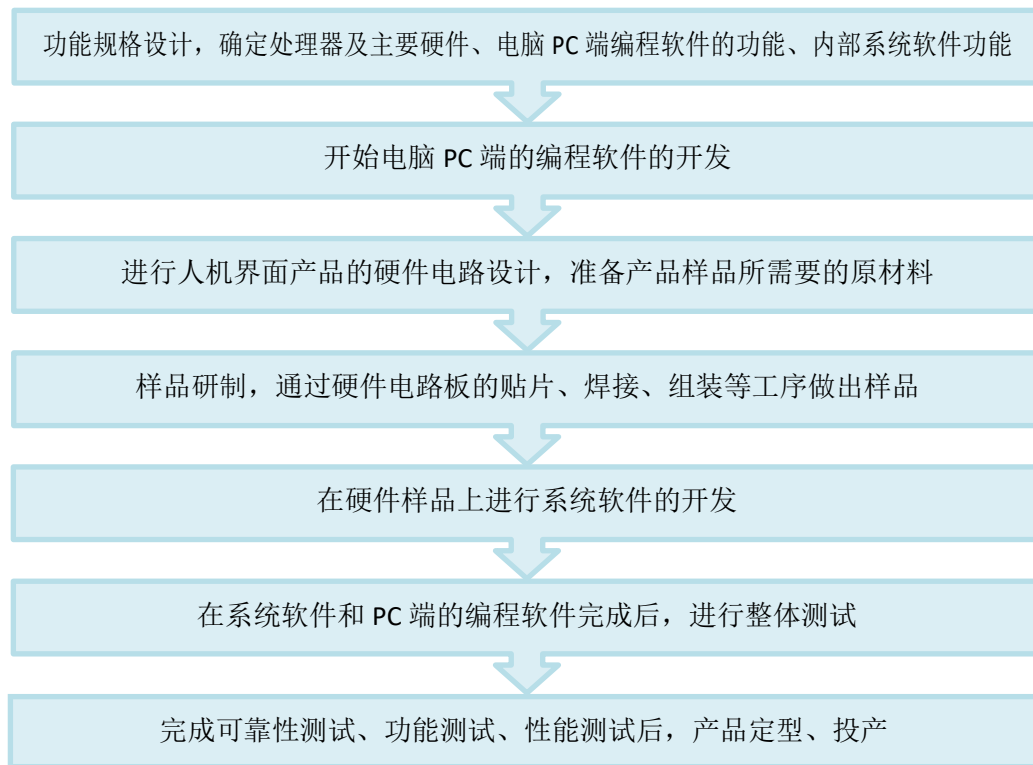 功能规格设计，确定处理器及主要硬件、电脑 PC 端编程软件的功能、内部系统软件功能
开始电脑 PC 端的编程软件的开发
进行人机界面产品的硬件电路设计，准备产品样品所需要的原材料
样品研制，通过硬件电路板的贴片、焊接、组装等工序做出样品
在硬件样品上进行系统软件的开发
在系统软件和 PC 端的编程软件完成后，进行整体测试
完成可靠性测试、功能测试、性能测试后，产品定型、投产